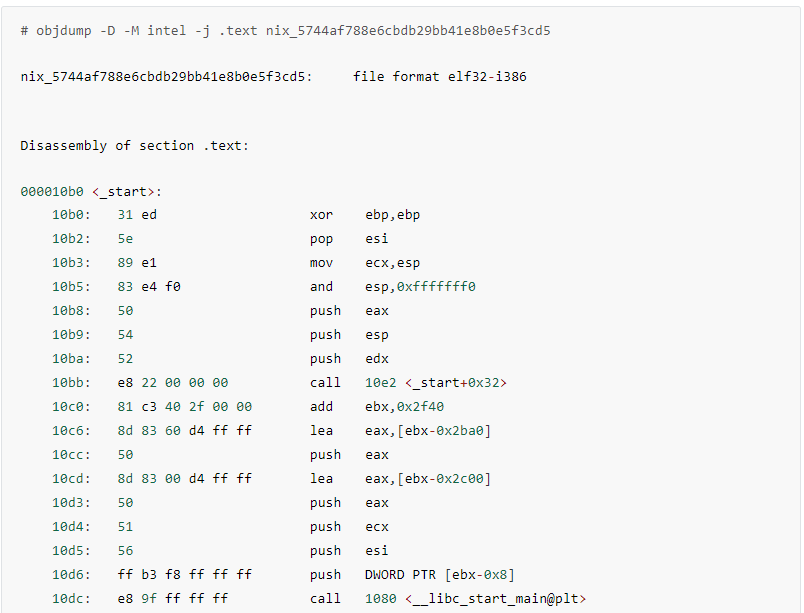 # objdump -D -M intel -j .text nix_5744af788e6cbdb29bb41e8b0e5f3cd5
nix_5744af788e6cbdb29bb41e8b0e5f3cd5:     file format elf32-i386
Disassembly of section .text:
000010b0 <_start>:
    10b0:   31 ed                   xor    ebp,ebp
    10b2:   5e                      pop    esi
    10b3:   89 e1                   mov    ecx,esp
    10b5:   83 e4 f0                and    esp,0xfffffff0
    10b8:   50                      push   eax
    10b9:   54                      push   esp
    10ba:   52                      push   edx
    10bb:   e8 22 00 00 00          call   10e2 <_start+0x32>
    10c0:   81 c3 40 2f 00 00       add    ebx,0x2f40
    10c6:   8d 83 60 d4 ff ff       lea    eax,[ebx-0x2ba0]
    10cc:   50                      push   eax
    10cd:   8d 83 00 d4 ff ff       lea    eax,[ebx-0x2c00]
    10d3:   50                      push   eax
    10d4:   51                      push   ecx
    10d5:   56                      push   esi
    10d6:   ff b3 f8 ff ff ff       push   DWORD PTR [ebx-0x8]
    10dc:   e8 9f ff ff ff          call   1080 <__libc_start_main@plt>